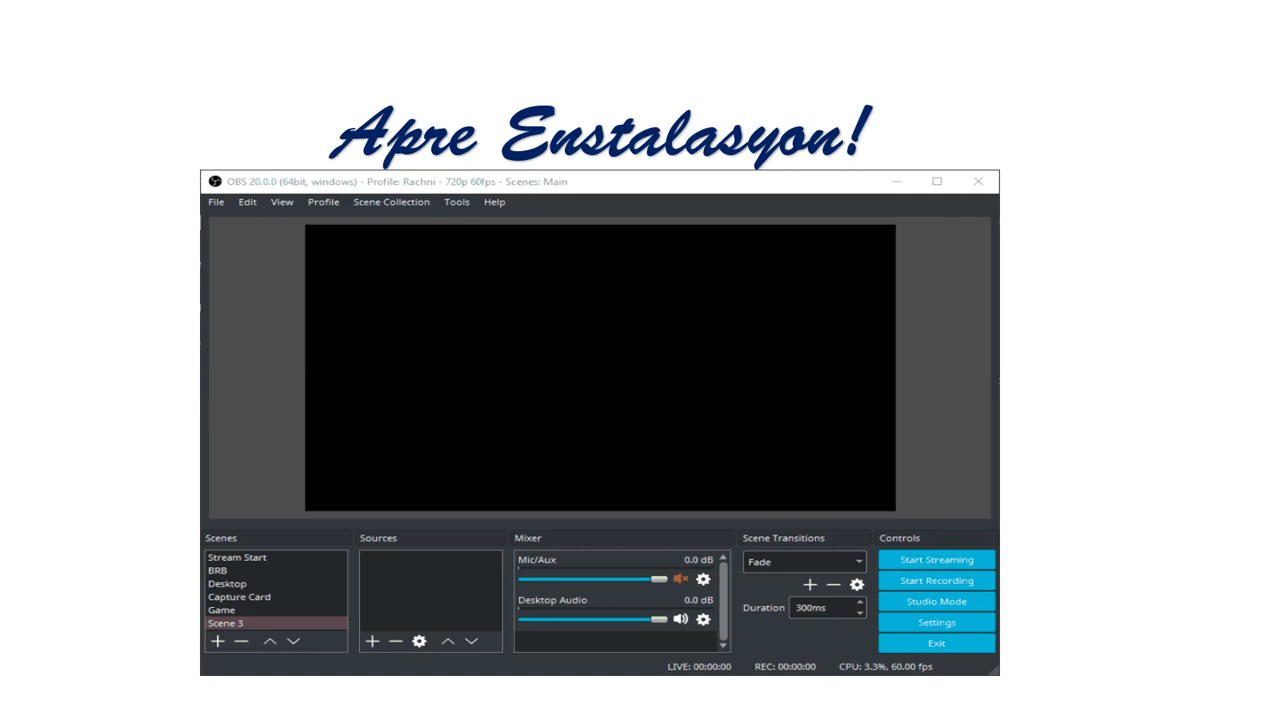 Apre Enstalasyon!
OBS 20.0.0 (64bit, windows) - Profile: Rachni - 720p 60fps - Scenes: Main
File Edit View Profile Scene Collection Tools Help
Scenes
Stream Start
BRB
Desktop
Capture Card
Game
Scene 3
Sources
Mixer
Mic/Aux 0.0 dB
Desktop Audio 0.0 dB
Scene Transitions
Fade
Duration 300ms
Controls
Start Streaming
Start Recording
Studio Mode
Settings
Exit
LIVE: 00:00:00 REC: 00:00:00 CPU: 3.3%, 60.00 fps